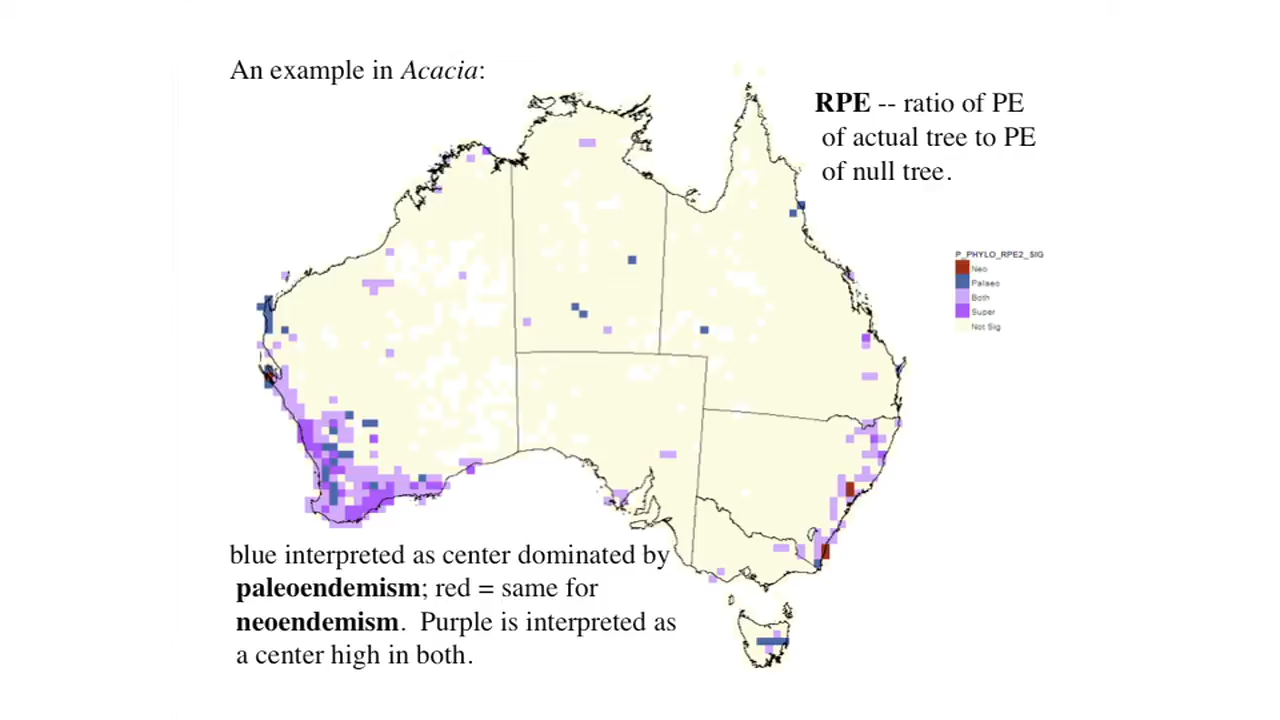 An example in Acacia:
RPE -- ratio of PE
of actual tree to PE
of null tree.
P_PHYLO_RPE2_SIG
Neo
Palaeo
Both
Super
Not Sig
blue interpreted as center dominated by
paleoendemism; red = same for
neoendemism. Purple is interpreted as
a center high in both.